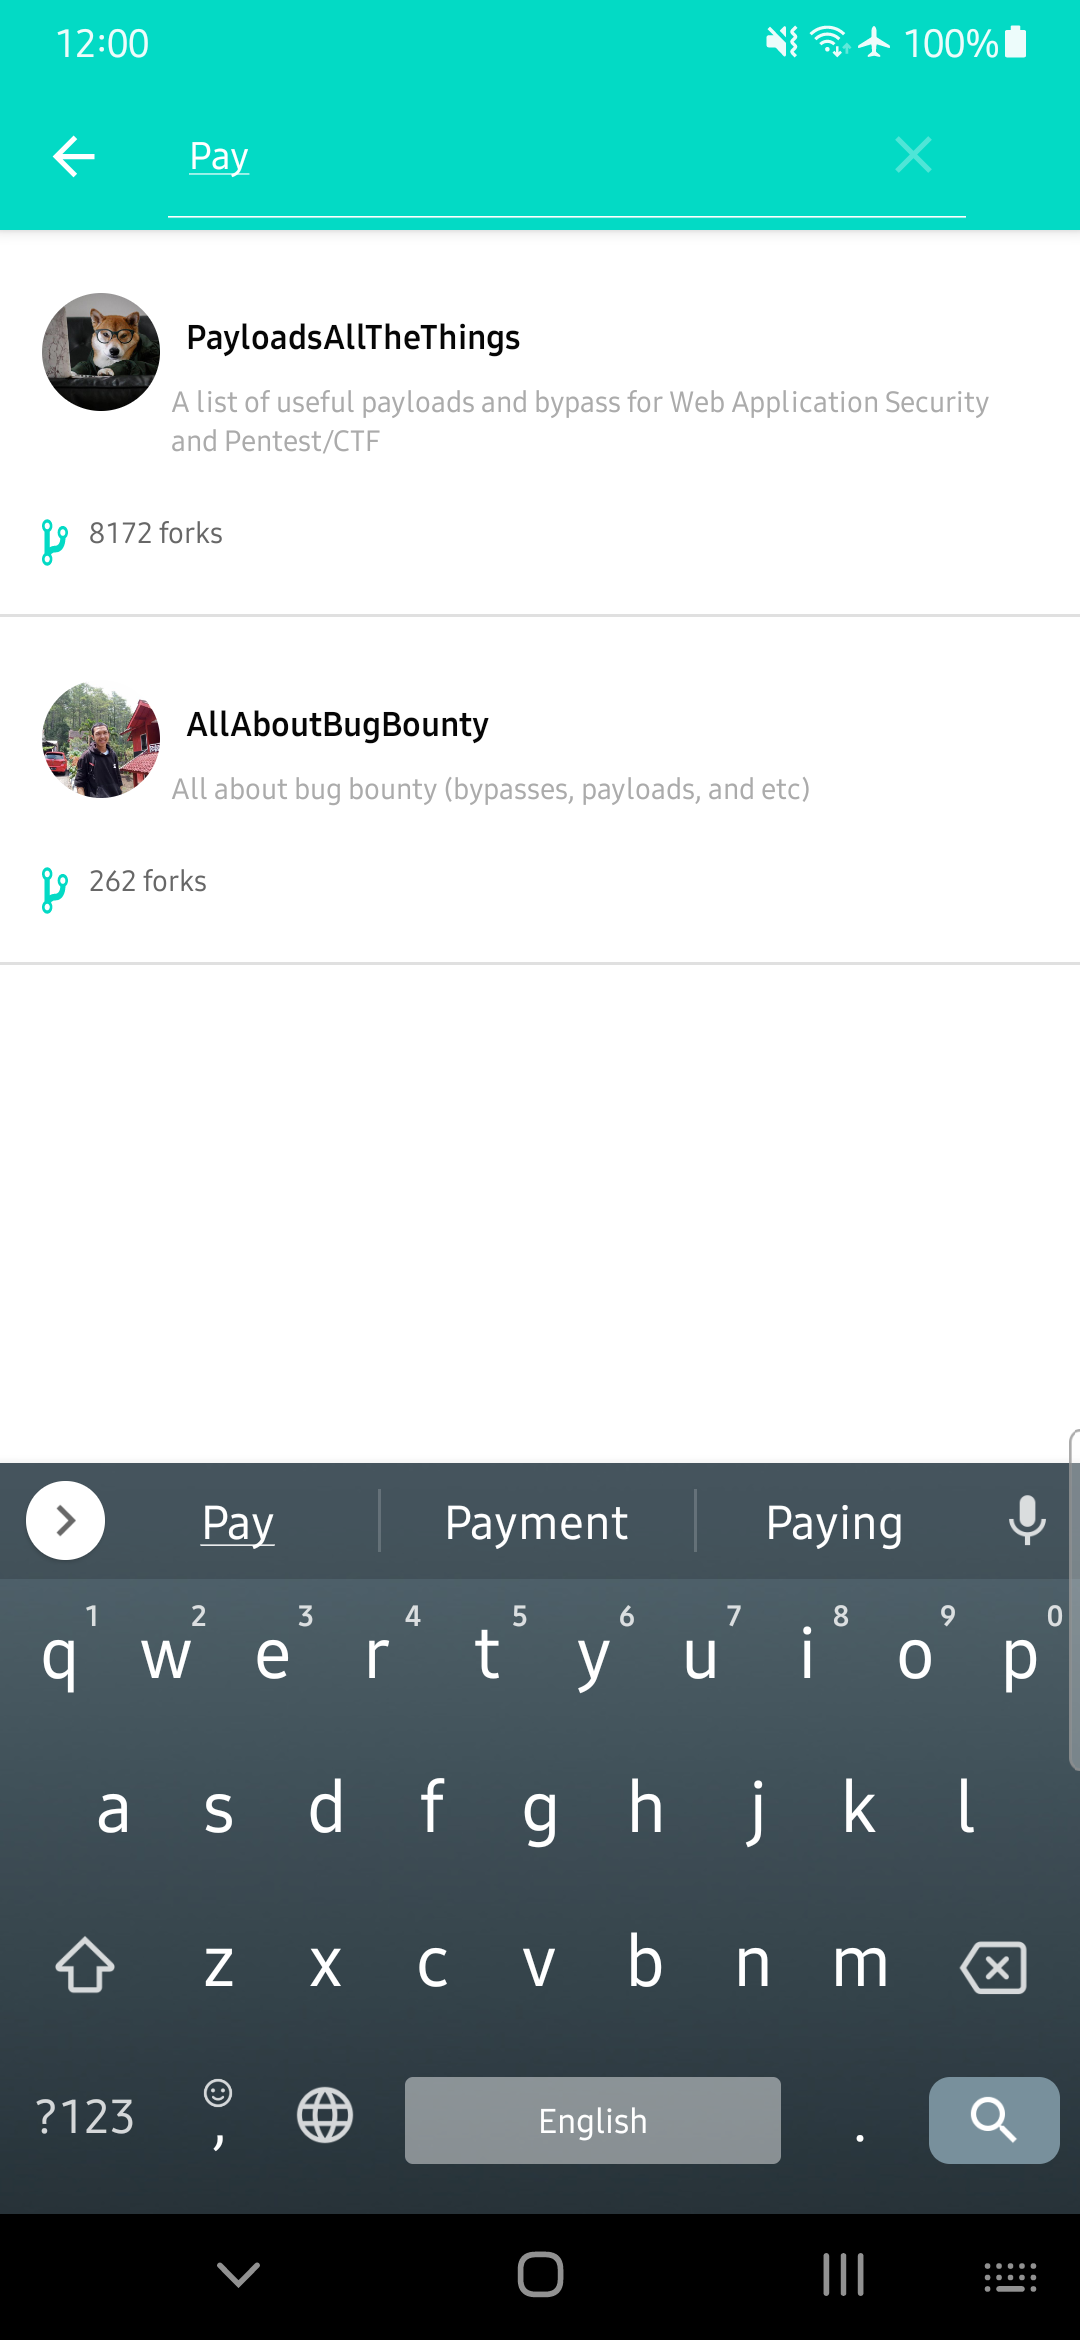 12:00 100%
Pay
PayloadsAllTheThings
A list of useful payloads and bypass for Web Application Security
and Pentest/CTF
8172 forks
AllAboutBugBounty
All about bug bounty (bypasses, payloads, and etc)
262 forks
Pay Payment Paying
1 2 3 4 5 6 7 8 9 0
q w e r t y u i o p
a s d f g h j k l
z x c v b n m
?123 , English .